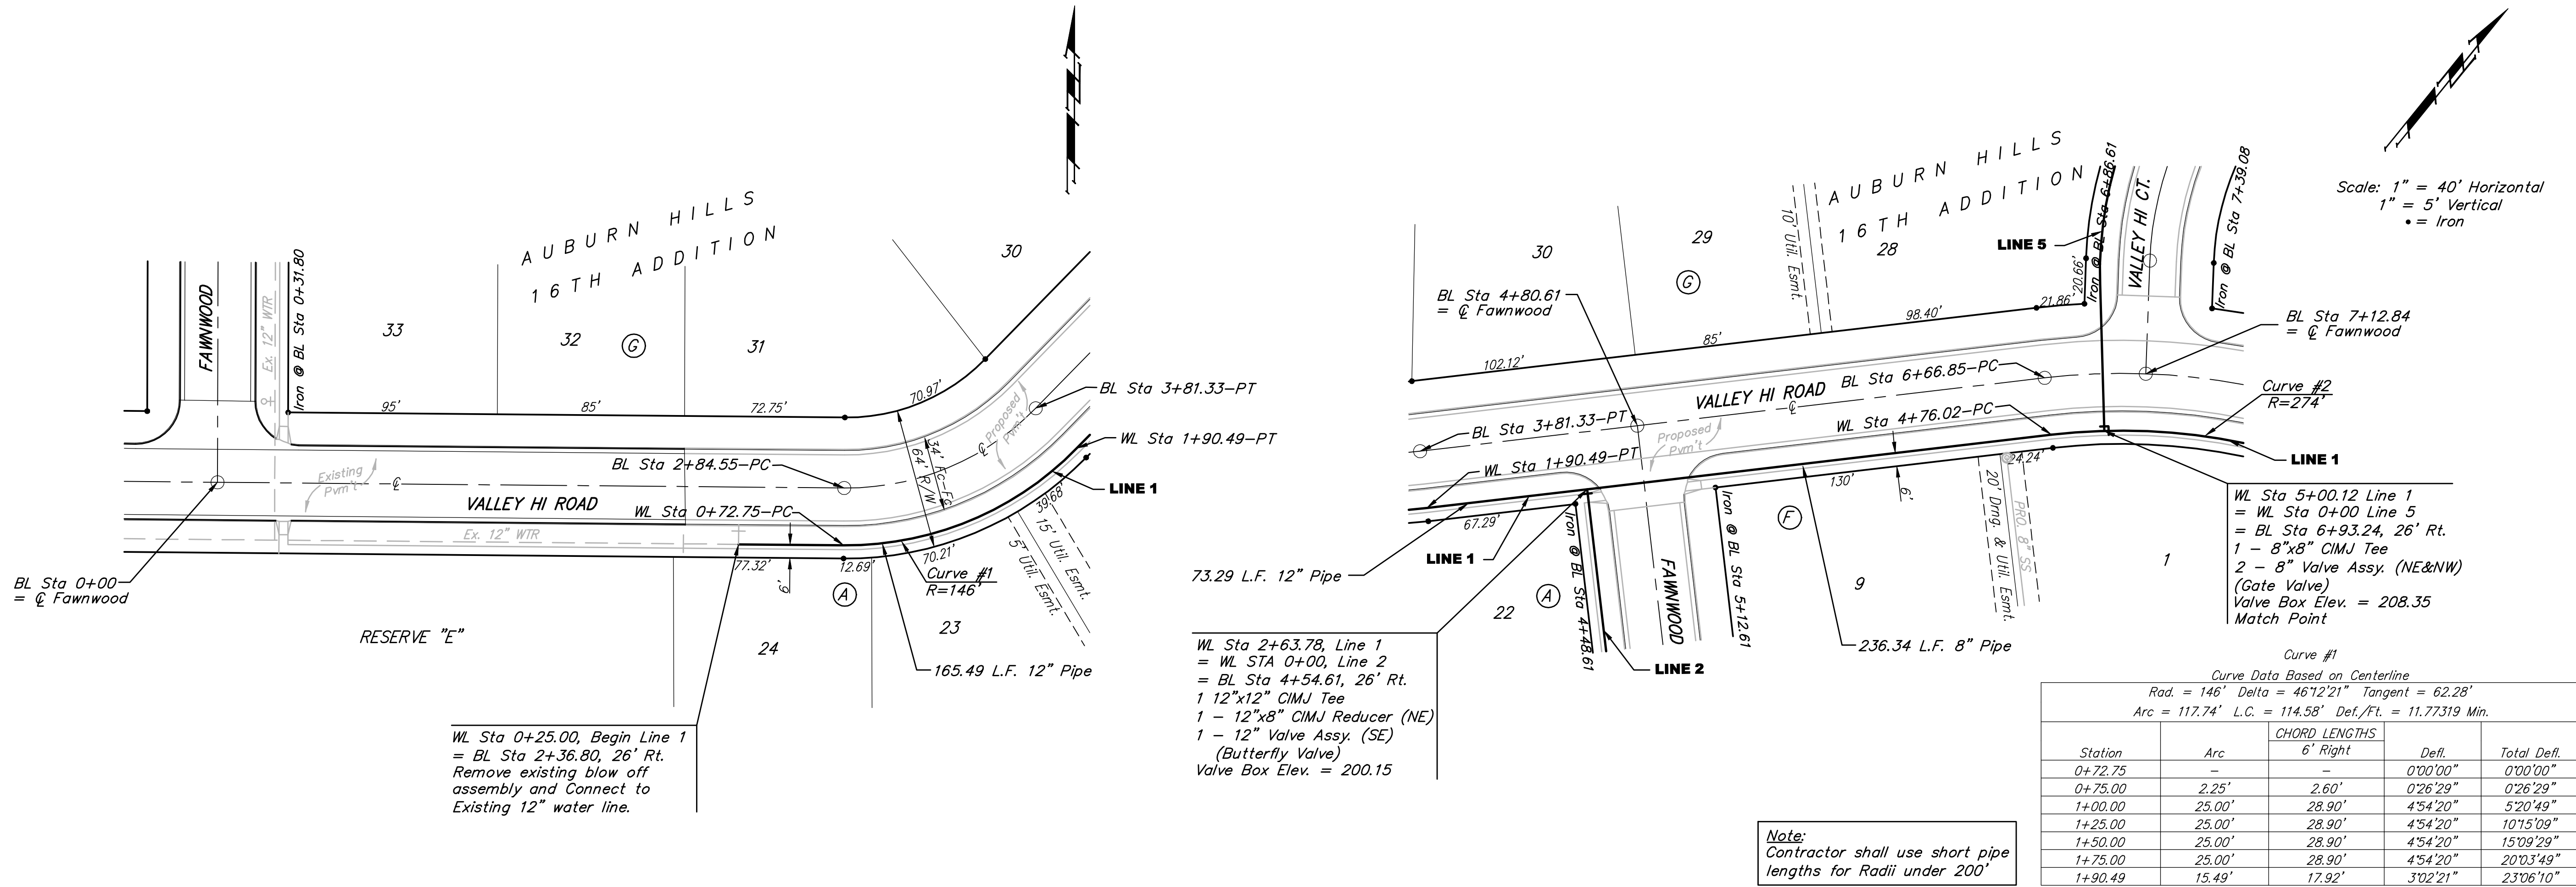 AUBURN HILLS
16TH ADDITION
FAWNWOOD
Ex. 12" WTR
Iron @ BL Sta 0+31.80
33
32
G
31
30
95'
85'
72.75'
70.97'
BL Sta 3+81.33-PT
WL Sta 1+90.49-PT
Proposed
Pvm't
℄
34' Fc-Fc
64' R/W
LINE 1
39.68'
15' Util. Esmt.
5' Util. Esmt.
BL Sta 2+84.55-PC
Existing
Pvm't
℄
VALLEY HI ROAD
WL Sta 0+72.75-PC
Ex. 12" WTR
77.32'
12.69'
70.21'
6'
Curve #1
R=146'
A
BL Sta 0+00
= ℄ Fawnwood
RESERVE "E"
24
23
165.49 L.F. 12" Pipe
WL Sta 0+25.00, Begin Line 1
= BL Sta 2+36.80, 26' Rt.
Remove existing blow off
assembly and Connect to
Existing 12" water line.
AUBURN HILLS
16TH ADDITION
30
29
28
G
10' Util. Esmt.
LINE 5
20.66'
Iron @ BL Sta 6+86.61
VALLEY HI CT.
Iron @ BL Sta 7+39.08
Scale: 1" = 40' Horizontal
1" = 5' Vertical
• = Iron
BL Sta 4+80.61
= ℄ Fawnwood
102.12'
85'
98.40'
21.86'
BL Sta 7+12.84
= ℄ Fawnwood
BL Sta 6+66.85-PC
VALLEY HI ROAD
℄
Curve #2
R=274'
BL Sta 3+81.33-PT
WL Sta 4+76.02-PC
Proposed
Pvm't
WL Sta 1+90.49-PT
LINE 1
67.29'
130'
6'
24.24'
20' Drng. & Util. Esmt.
PRO. 8" SS
LINE 1
73.29 L.F. 12" Pipe
Iron @ BL Sta 4+48.61
FAWNWOOD
Iron @ BL Sta 5+12.61
F
A
22
9
1
LINE 2
236.34 L.F. 8" Pipe
WL Sta 2+63.78, Line 1
= WL STA 0+00, Line 2
= BL Sta 4+54.61, 26' Rt.
1 12"x12" CIMJ Tee
1 - 12"x8" CIMJ Reducer (NE)
1 - 12" Valve Assy. (SE)
(Butterfly Valve)
Valve Box Elev. = 200.15
WL Sta 5+00.12 Line 1
= WL Sta 0+00 Line 5
= BL Sta 6+93.24, 26' Rt.
1 - 8"x8" CIMJ Tee
2 - 8" Valve Assy. (NE&NW)
(Gate Valve)
Valve Box Elev. = 208.35
Match Point
Note:
Contractor shall use short pipe
lengths for Radii under 200'
Curve #1
Curve Data Based on Centerline
Rad. = 146' Delta = 46°12'21" Tangent = 62.28'
Arc = 117.74' L.C. = 114.58' Def./Ft. = 11.77319 Min.
CHORD LENGTHS
Station Arc 6' Right Defl. Total Defl.
0+72.75 - - 0°00'00" 0°00'00"
0+75.00 2.25' 2.60' 0°26'29" 0°26'29"
1+00.00 25.00' 28.90' 4°54'20" 5°20'49"
1+25.00 25.00' 28.90' 4°54'20" 10°15'09"
1+50.00 25.00' 28.90' 4°54'20" 15°09'29"
1+75.00 25.00' 28.90' 4°54'20" 20°03'49"
1+90.49 15.49' 17.92' 3°02'21" 23°06'10"